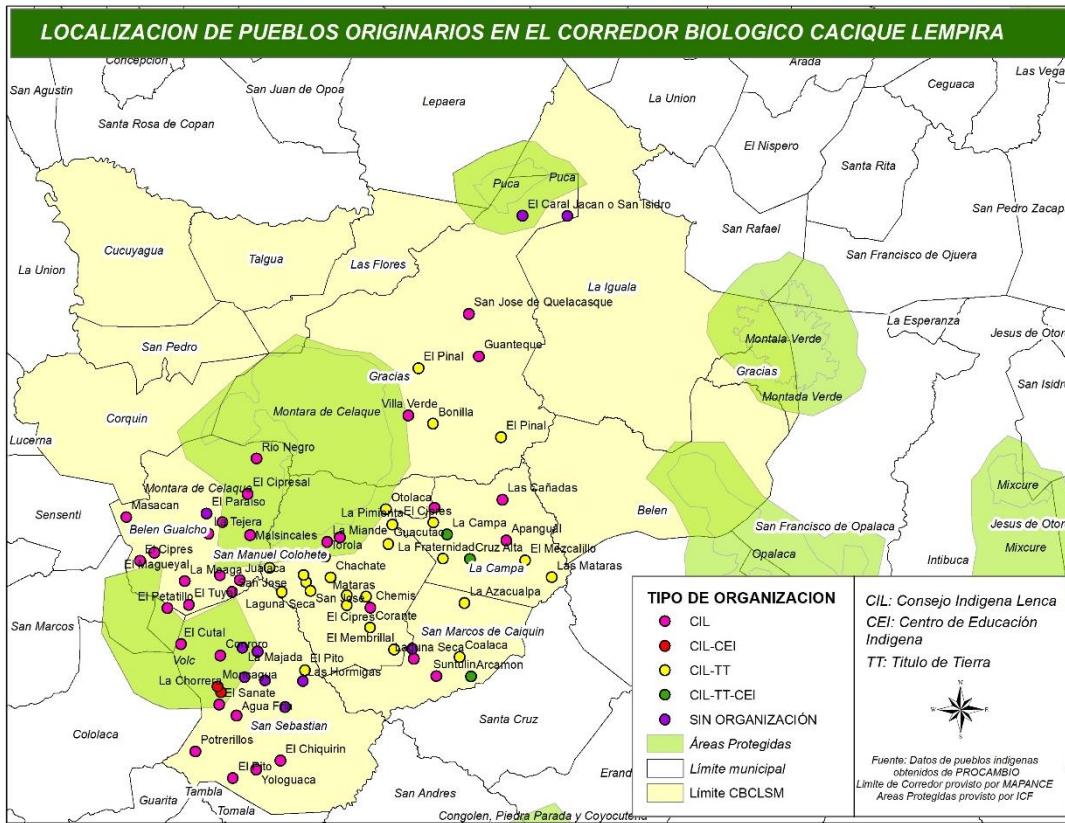 LOCALIZACION DE PUEBLOS ORIGINARIOS EN EL CORREDOR BIOLOGICO CACIQUE LEMPIRA
Concepcion
San Agustin
San Juan de Opoa
Lepaera
La Union
Arada
Ceguaca
Las Vega
Santa Rosa de Copan
El Nispero
Santa Rita
Puca
Puca
El Caral
Jacan o San Isidro
San Pedro Zacapa
San Rafael
San Francisco de Ojuera
Cucuyagua
Talgua
Las Flores
La Union
La Iguala
San Jose de Quelacasque
La Esperanza
Jesus de Otor
Montala Verde
San Pedro
Guanteque
El Pinal
Gracias
Gracias
San Isidro
Montara de Celaque
Montada Verde
Corquin
Villa Verde
Bonilla
Lucerna
El Pinal
Rio Negro
El Cipresal
Montara de Celaque
El Paraiso
Mixcure
Las Cañadas
Otolaca
Masacan
La Pimienta
El Cipres
Belen
Sensenti
La Tejera
La Campa
San Francisco de Opalaca
Jesus de Otor
Belen Gualcho
Malsincales
La Miande
Guacutao
Apangual
Mixcure
El Cipres
San Manuel Colohete
La Fraternidad
Cruz Alta
El Mezcalillo
Opalaca
Intibuca
El Magueyal
La Meaga
Juajaca
Chachate
La Campa
Las Mataras
San Jose
Mataras
El Petatillo
El Tuyal
Laguna Seca
San Jose
Chemis
La Azacualpa
San Marcos
El Cipres
Corante
El Cutal
El Membrillal
San Marcos de Caiquin
Volc
La Majada
El Pito
Laguna Seca
Coalaca
La Chorrera
Las Hormigas
Suntulin
Arcamon
El Sanate
Agua Fria
San Sebastian
Santa Cruz
Cololaca
Potrerillos
El Chiquirin
El Pito
Yologuaca
San Andres
Erand
Guarita
Tambla
Tomala
Congolen, Piedra Parada y Coyocutena
TIPO DE ORGANIZACION
CIL
CIL-CEI
CIL-TT
CIL-TT-CEI
SIN ORGANIZACIÓN
Áreas Protegidas
Límite municipal
Límite CBCLSM
CIL: Consejo Indigena Lenca
CEI: Centro de Educación
Indigena
TT: Titulo de Tierra
N
W
E
S
Fuente: Datos de pueblos indigenas
obtenidos de PROCAMBIO
Limite de Corredor provisto por MAPANCE
Areas Protegidas provisto por ICF